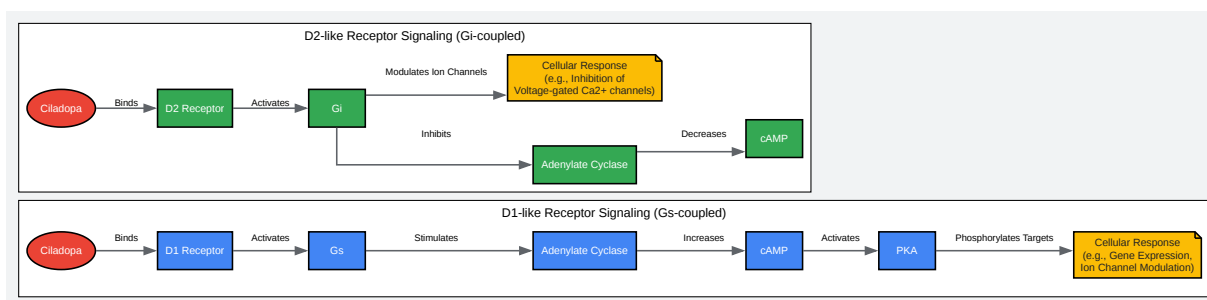 D2-like Receptor Signaling (Gi-coupled)
Ciladopa
Binds
D2 Receptor
Activates
Gi
Modulates Ion Channels
Cellular Response
(e.g., Inhibition of
Voltage-gated Ca2+ channels)
Inhibits
Adenylate Cyclase
Decreases
cAMP
D1-like Receptor Signaling (Gs-coupled)
Ciladopa
Binds
D1 Receptor
Activates
Gs
Stimulates
Adenylate Cyclase
Increases
cAMP
Activates
PKA
Phosphorylates Targets
Cellular Response
(e.g., Gene Expression,
Ion Channel Modulation)